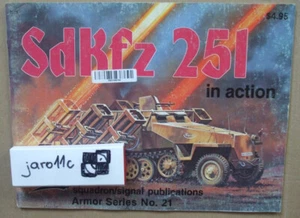 $4.95
SdKfz 251
in action
jaro11c
squadron/signal publications
Armor Series No. 21